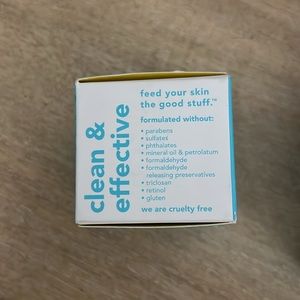 clean &
effective
feed your skin
the good stuff.™
formulated without:
• parabens
• sulfates
• phthalates
• mineral oil & petrolatum
• formaldehyde
• formaldehyde
releasing preservatives
• triclosan
• retinol
• gluten
we are cruelty free